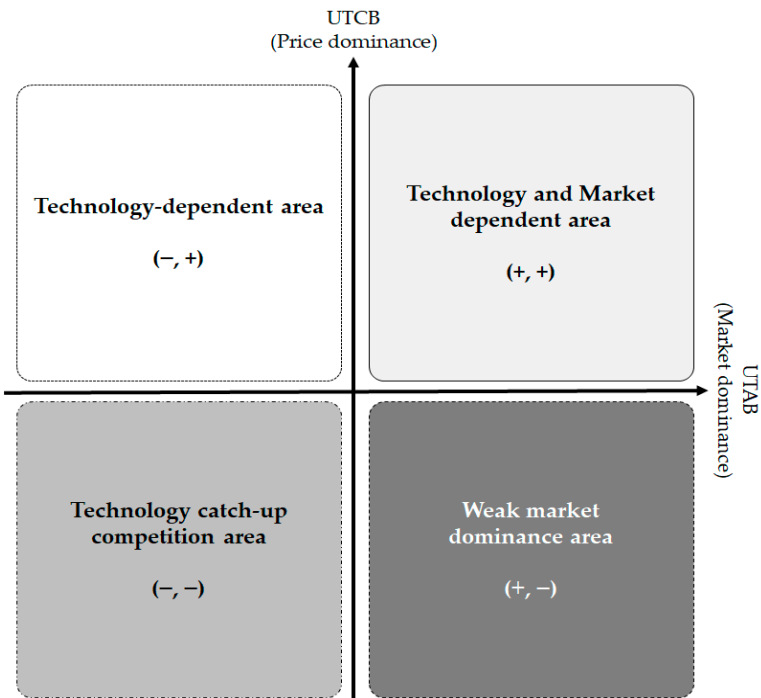 UTCB
(Price dominance)
Technology-dependent area
(−, +)
Technology and Market
dependent area
(+, +)
UTAB
(Market dominance)
Technology catch-up
competition area
(−, −)
Weak market
dominance area
(+, −)